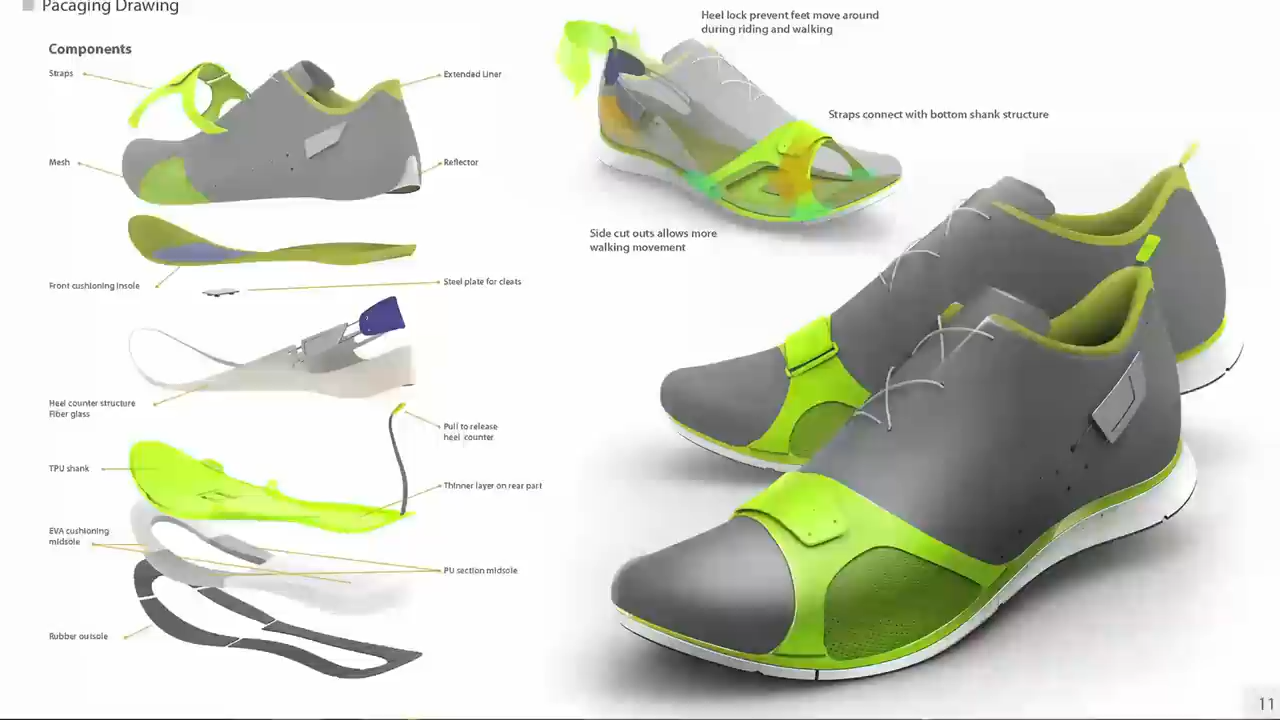 Pacaging Drawing
Components
Straps
Extended Liner
Mesh
Reflector
Front cushioning insole
Steel plate for cleats
Heel counter structure
Fiber glass
Pull to release
heel counter
TPU shank
Thinner layer on rear part
EVA cushioning
midsole
PU section midsole
Rubber outsole
Heel lock prevent feet move around
during riding and walking
Straps connect with bottom shank structure
Side cut outs allows more
walking movement
11